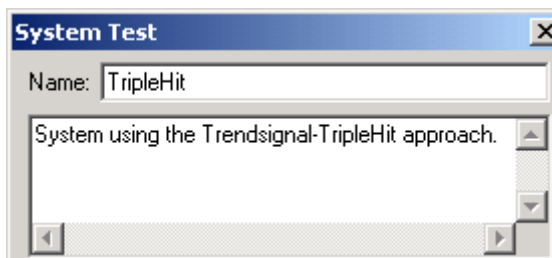 System Test
Name: TripleHit
System using the Trendsignal-TripleHit approach.